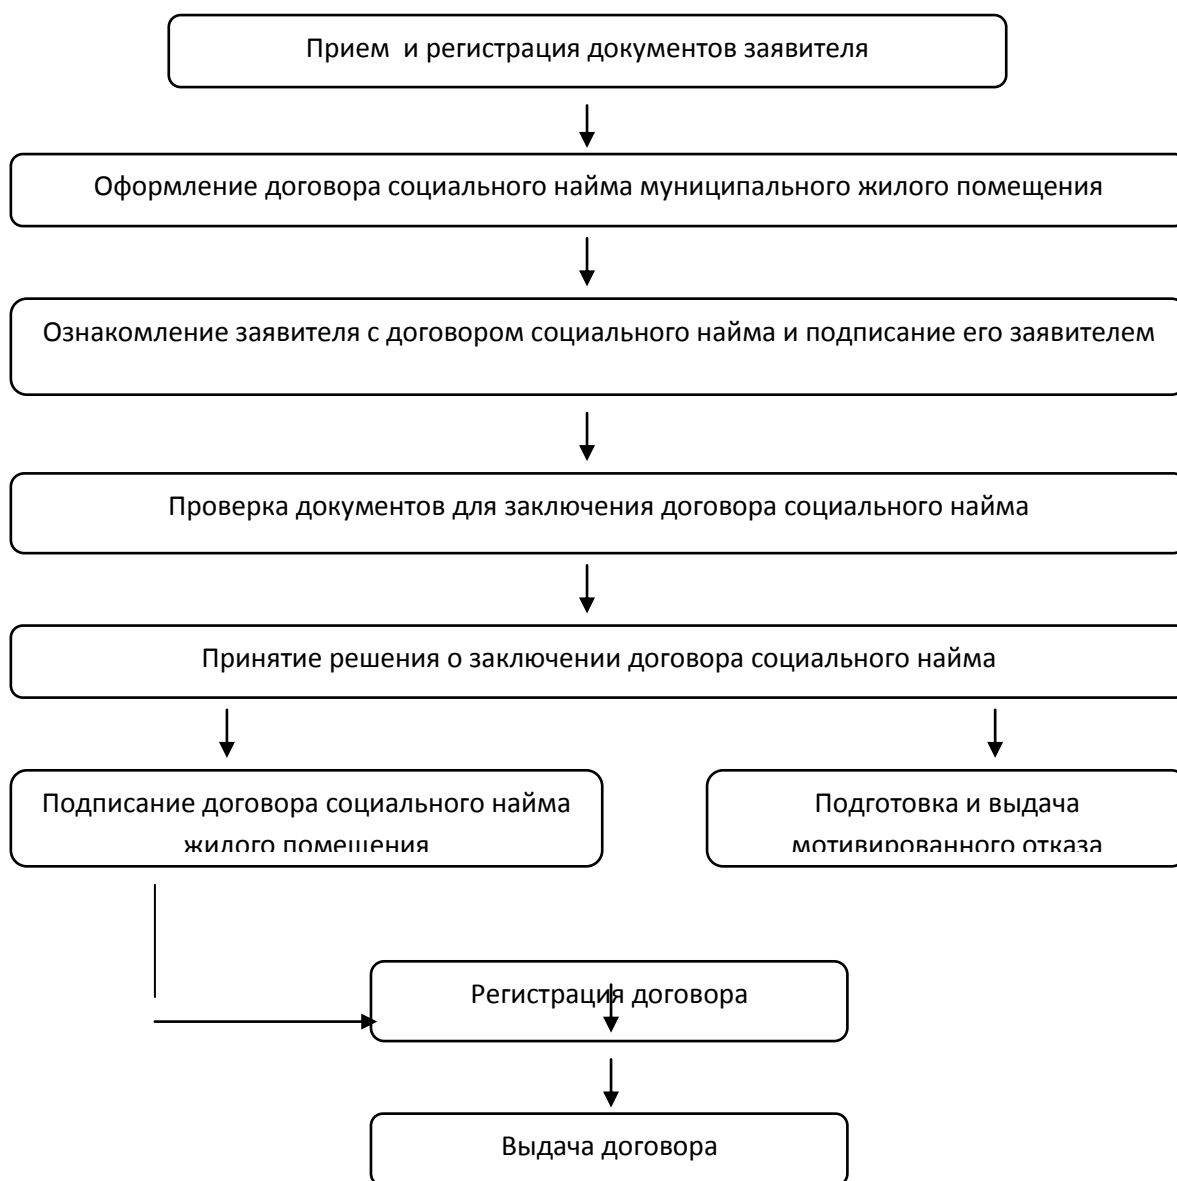 Прием  и регистрация документов заявителя
Оформление договора социального найма муниципального жилого помещения
Ознакомление заявителя с договором социального найма и подписание его заявителем
Проверка документов для заключения договора социального найма
Принятие решения о заключении договора социального найма
Подписание договора социального найма
жилого помещения
Подготовка и выдача
мотивированного отказа
Регистрация договора
Выдача договора